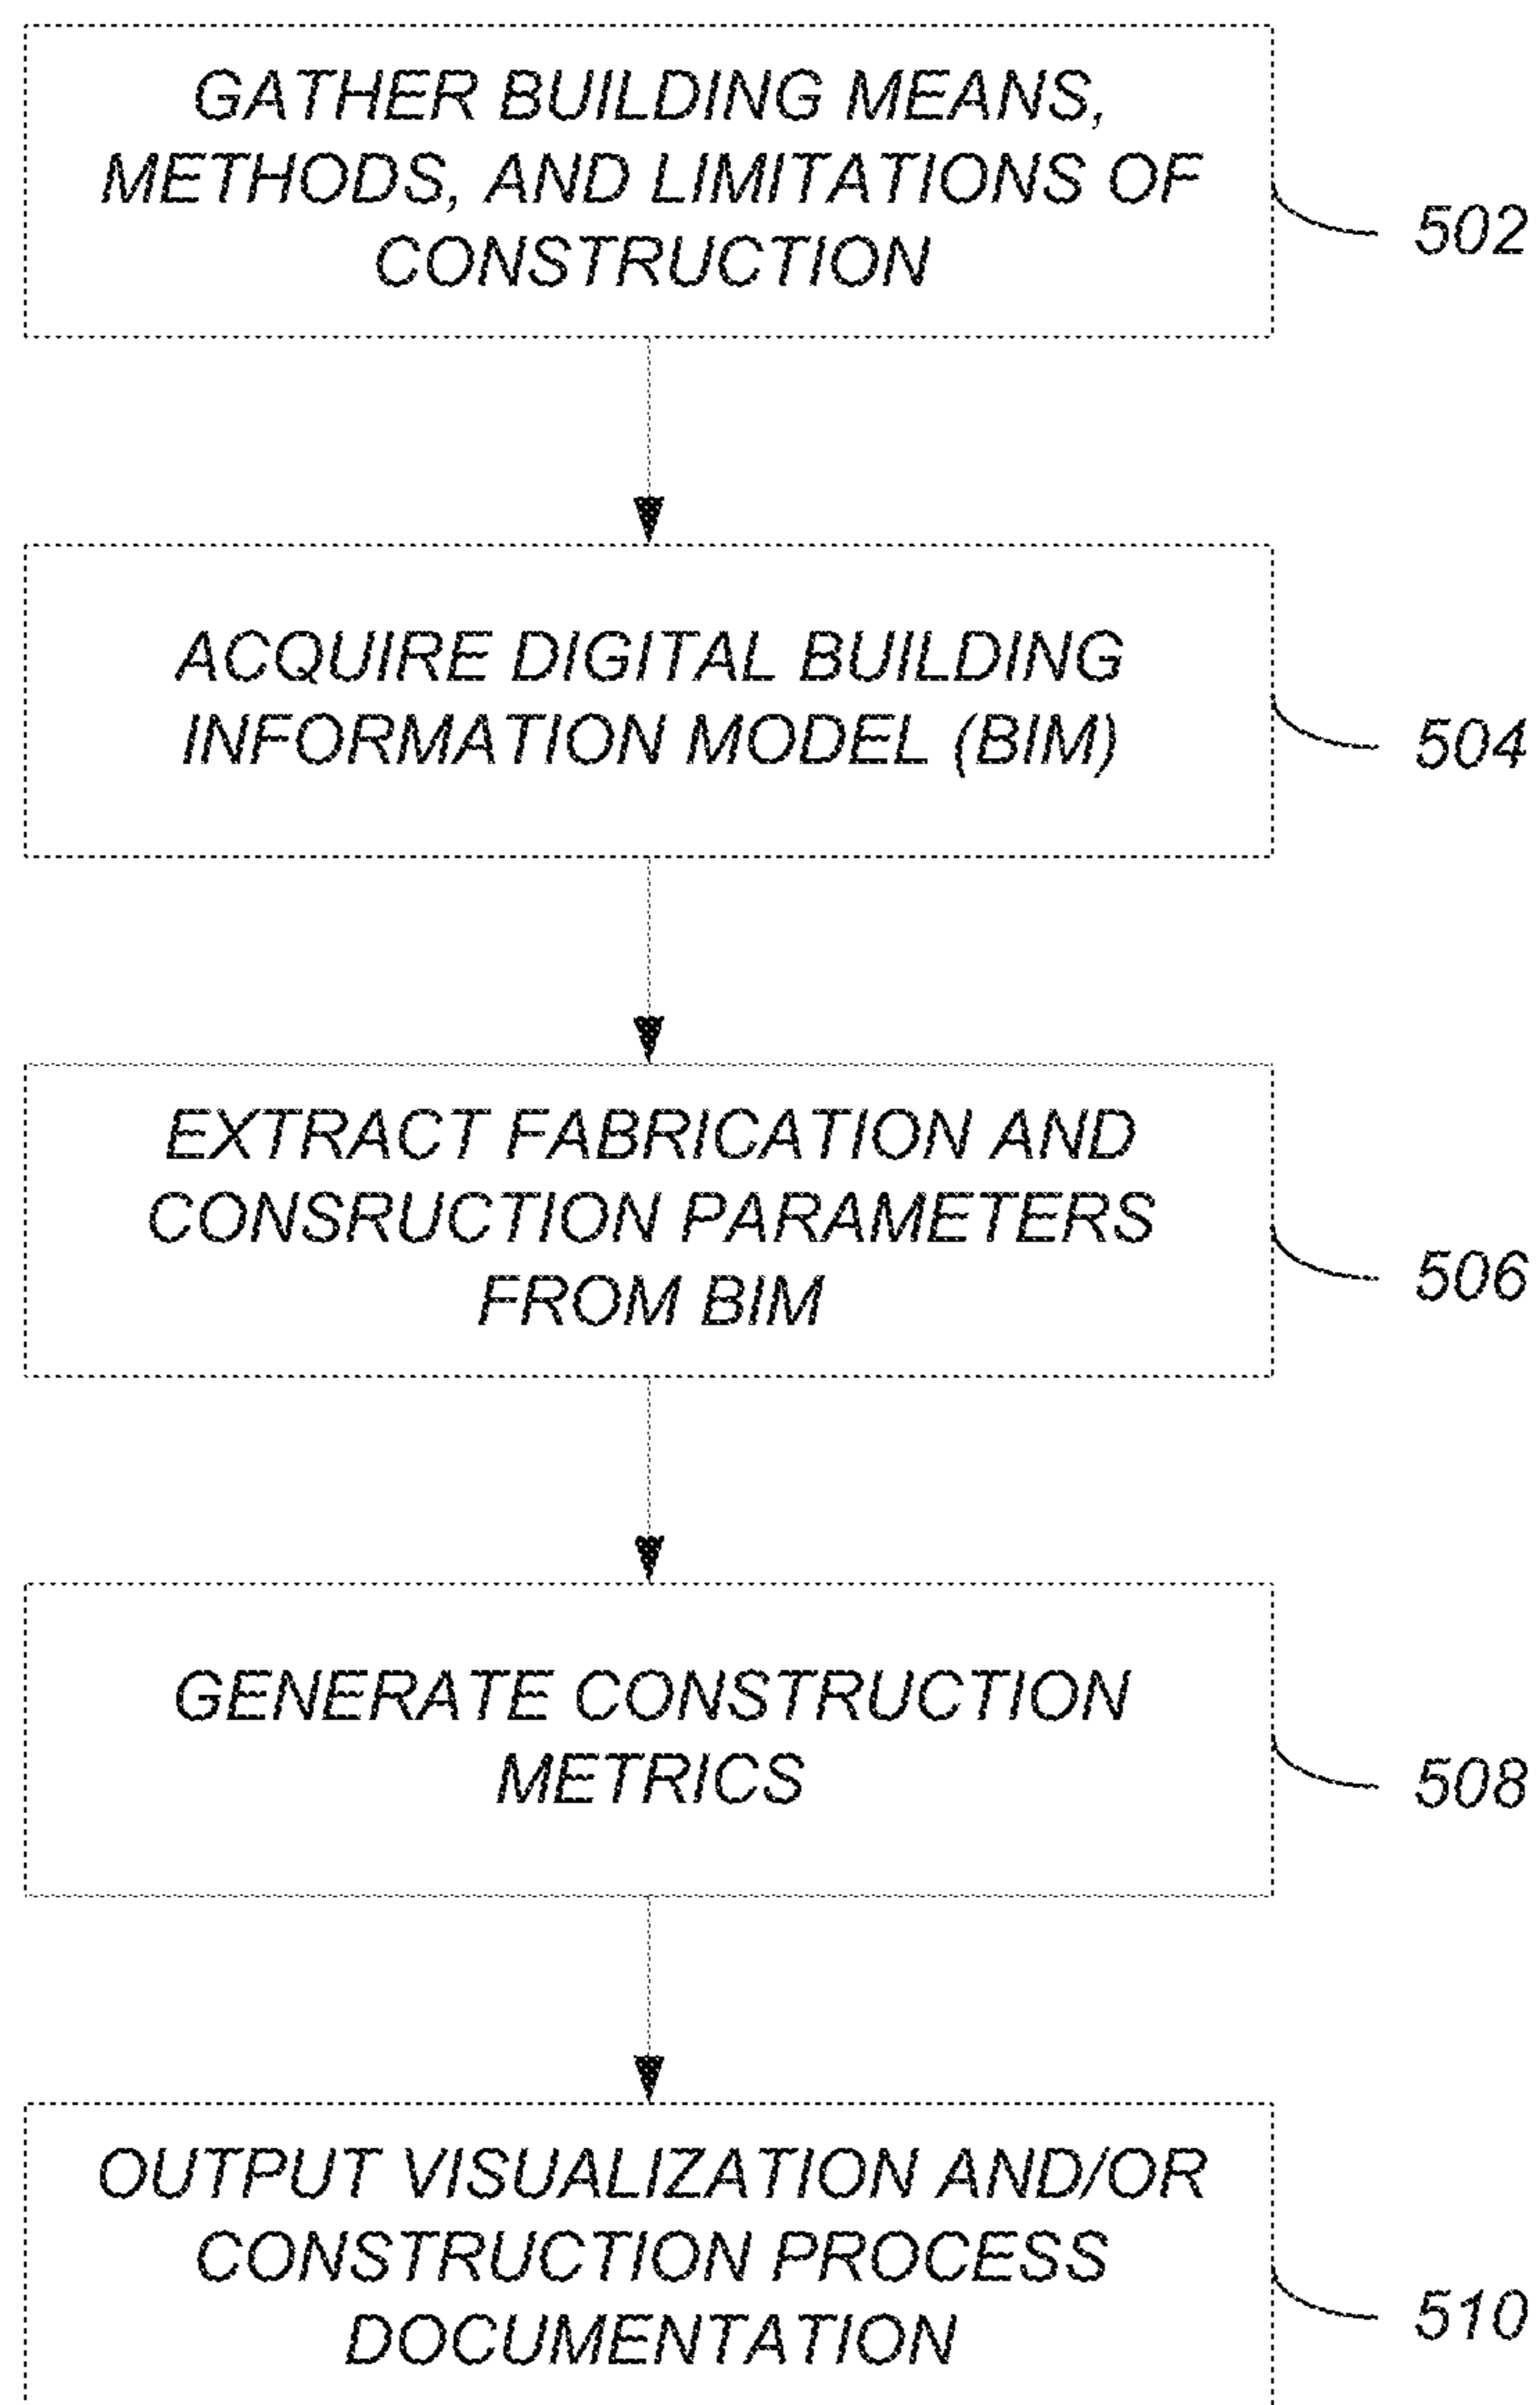 GATHER BUILDING MEANS,
METHODS, AND LIMITATIONS OF
CONSTRUCTION
502
ACQUIRE DIGITAL BUILDING
INFORMATION MODEL (BIM)
504
EXTRACT FABRICATION AND
CONSRUCTION PARAMETERS
FROM BIM
506
GENERATE CONSTRUCTION
METRICS
508
OUTPUT VISUALIZATION AND/OR
CONSTRUCTION PROCESS
DOCUMENTATION
510